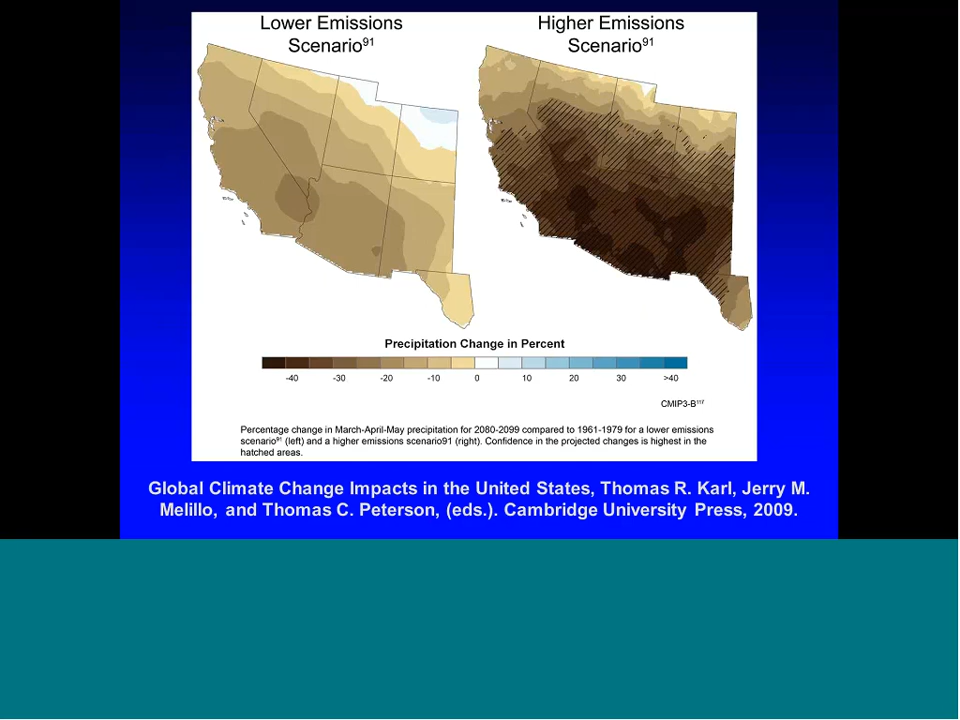 Lower Emissions
Scenario⁹¹
Higher Emissions
Scenario⁹¹
Precipitation Change in Percent
-40 -30 -20 -10 0 10 20 30 >40
CMIP3-B¹¹⁷
Percentage change in March-April-May precipitation for 2080-2099 compared to 1961-1979 for a lower emissions
scenario⁹¹ (left) and a higher emissions scenario91 (right). Confidence in the projected changes is highest in the
hatched areas.
Global Climate Change Impacts in the United States, Thomas R. Karl, Jerry M.
Melillo, and Thomas C. Peterson, (eds.). Cambridge University Press, 2009.